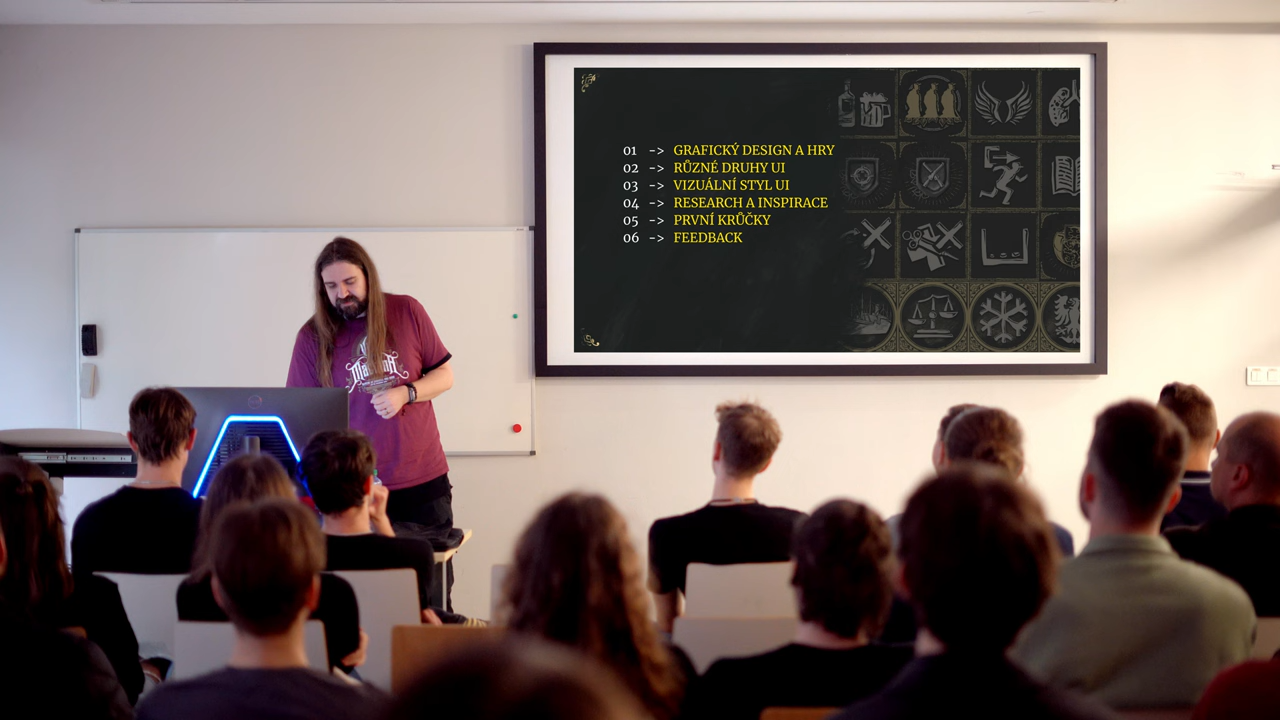 01 -> GRAFICKÝ DESIGN A HRY
02 -> RŮZNÉ DRUHY UI
03 -> VIZUÁLNÍ STYL UI
04 -> RESEARCH A INSPIRACE
05 -> PRVNÍ KRŮČKY
06 -> FEEDBACK